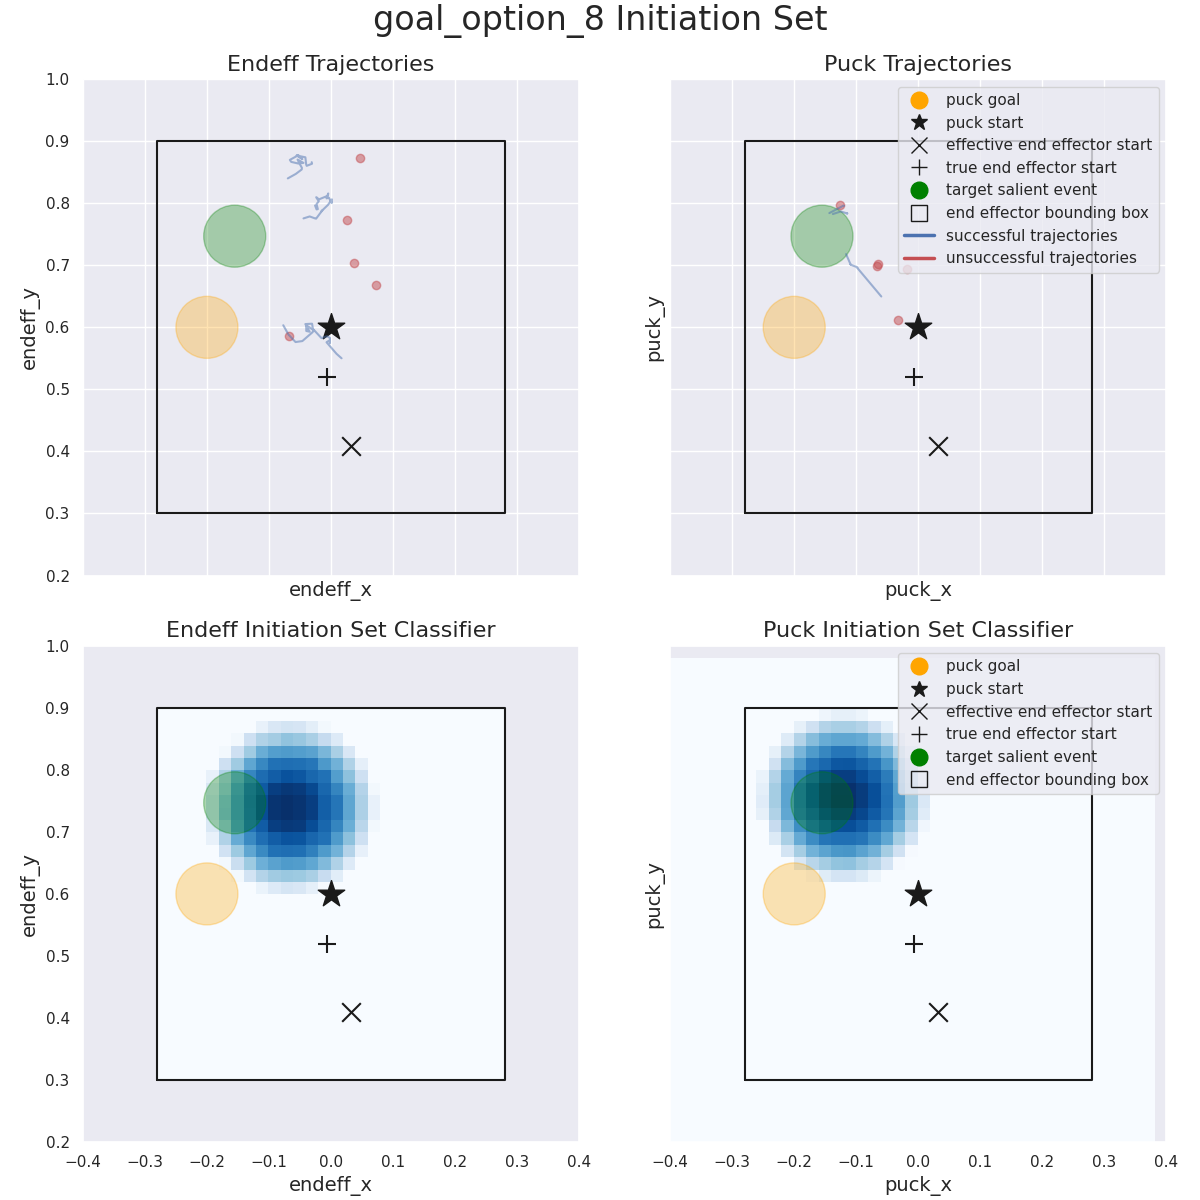 goal_option_8 Initiation Set
Endeff Trajectories
1.0
0.9
0.8
0.7
0.6
0.5
0.4
0.3
0.2
endeff_y
endeff_x
Puck Trajectories
puck goal
puck start
effective end effector start
true end effector start
target salient event
end effector bounding box
successful trajectories
unsuccessful trajectories
puck_y
puck_x
Endeff Initiation Set Classifier
1.0
0.9
0.8
0.7
0.6
0.5
0.4
0.3
0.2
endeff_y
−0.4 −0.3 −0.2 −0.1 0.0 0.1 0.2 0.3 0.4
endeff_x
Puck Initiation Set Classifier
puck goal
puck start
effective end effector start
true end effector start
target salient event
end effector bounding box
puck_y
−0.4 −0.3 −0.2 −0.1 0.0 0.1 0.2 0.3 0.4
puck_x